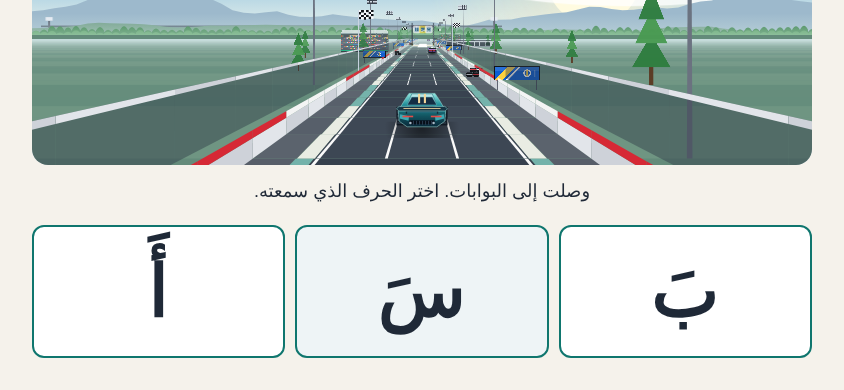 وصلت إلى البوابات. اختر الحرف الذي سمعته.
بَ
سَ
أَ